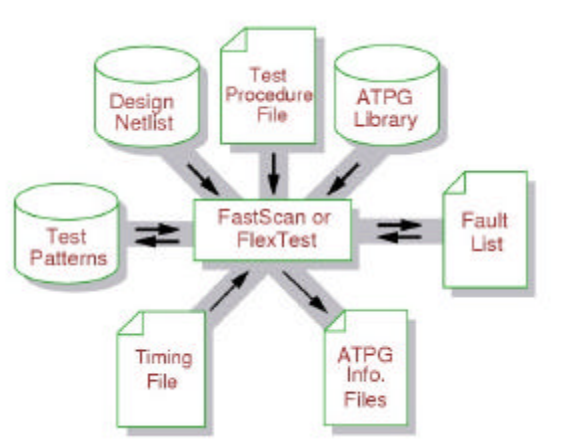 Design
Netlist
Test
Procedure
File
ATPG
Library
Test
Patterns
FastScan or
FlexTest
Fault
List
Timing
File
ATPG
Info.
Files